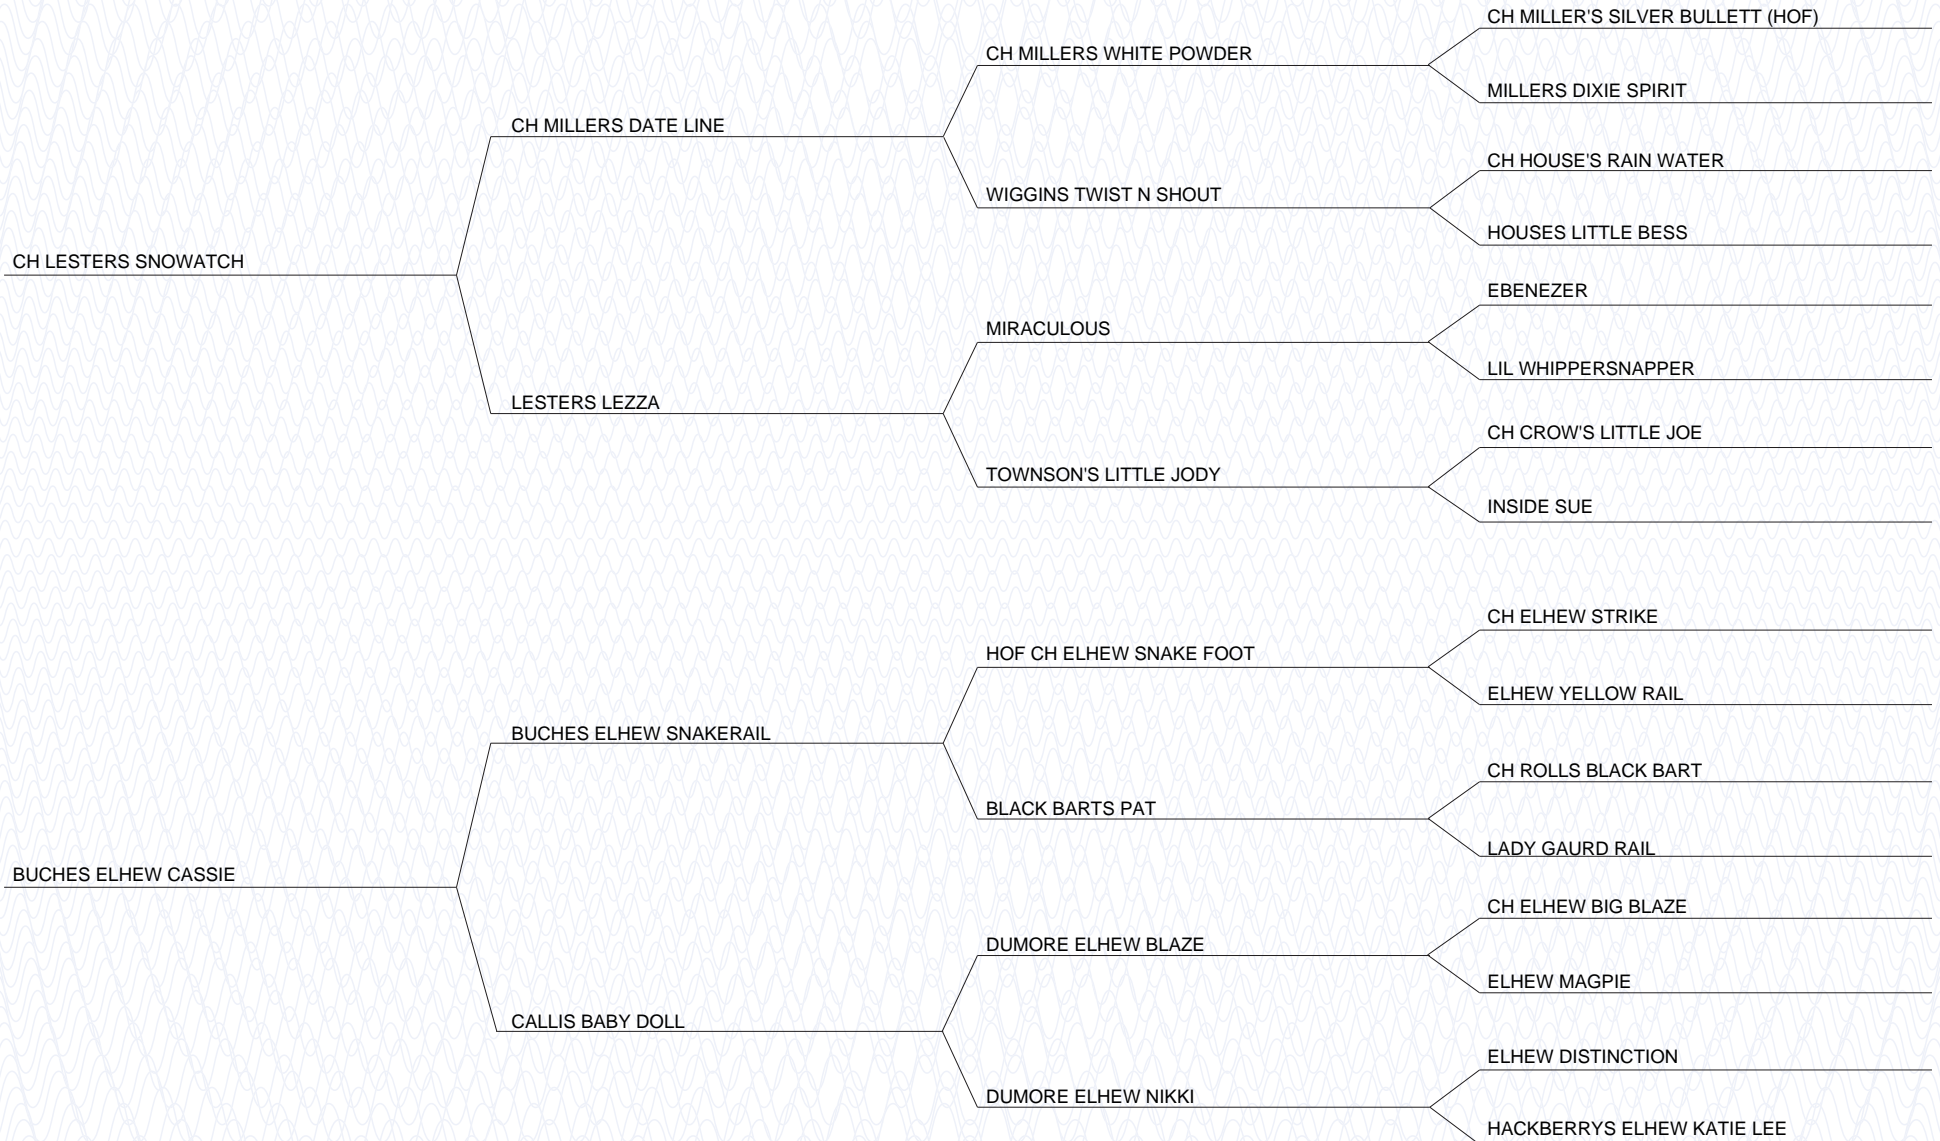 CH MILLER'S SILVER BULLETT (HOF)
CH MILLERS WHITE POWDER
MILLERS DIXIE SPIRIT
CH MILLERS DATE LINE
CH HOUSE'S RAIN WATER
WIGGINS TWIST N SHOUT
HOUSES LITTLE BESS
CH LESTERS SNOWATCH
EBENEZER
MIRACULOUS
LIL WHIPPERSNAPPER
LESTERS LEZZA
CH CROW'S LITTLE JOE
TOWNSON'S LITTLE JODY
INSIDE SUE
CH ELHEW STRIKE
HOF CH ELHEW SNAKE FOOT
ELHEW YELLOW RAIL
BUCHES ELHEW SNAKERAIL
CH ROLLS BLACK BART
BLACK BARTS PAT
LADY GAURD RAIL
BUCHES ELHEW CASSIE
CH ELHEW BIG BLAZE
DUMORE ELHEW BLAZE
ELHEW MAGPIE
CALLIS BABY DOLL
ELHEW DISTINCTION
DUMORE ELHEW NIKKI
HACKBERRYS ELHEW KATIE LEE